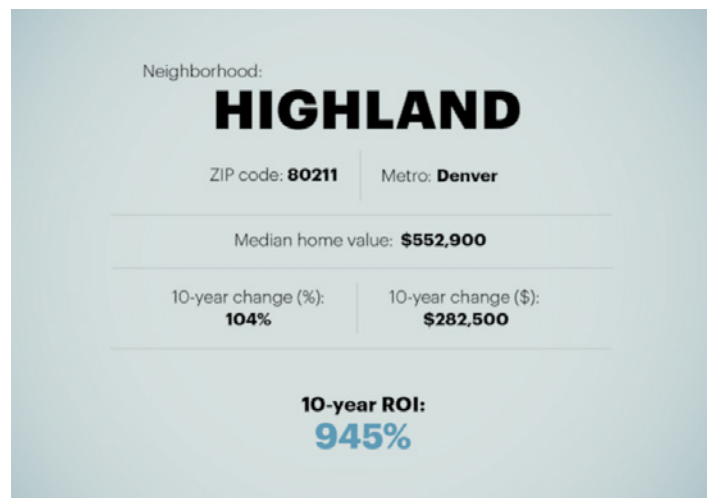 Neighborhood:
HIGHLAND
ZIP code: 80211
Metro: Denver
Median home value: $552,900
10-year change (%):
104%
10-year change ($):
$282,500
10-year ROI:
945%